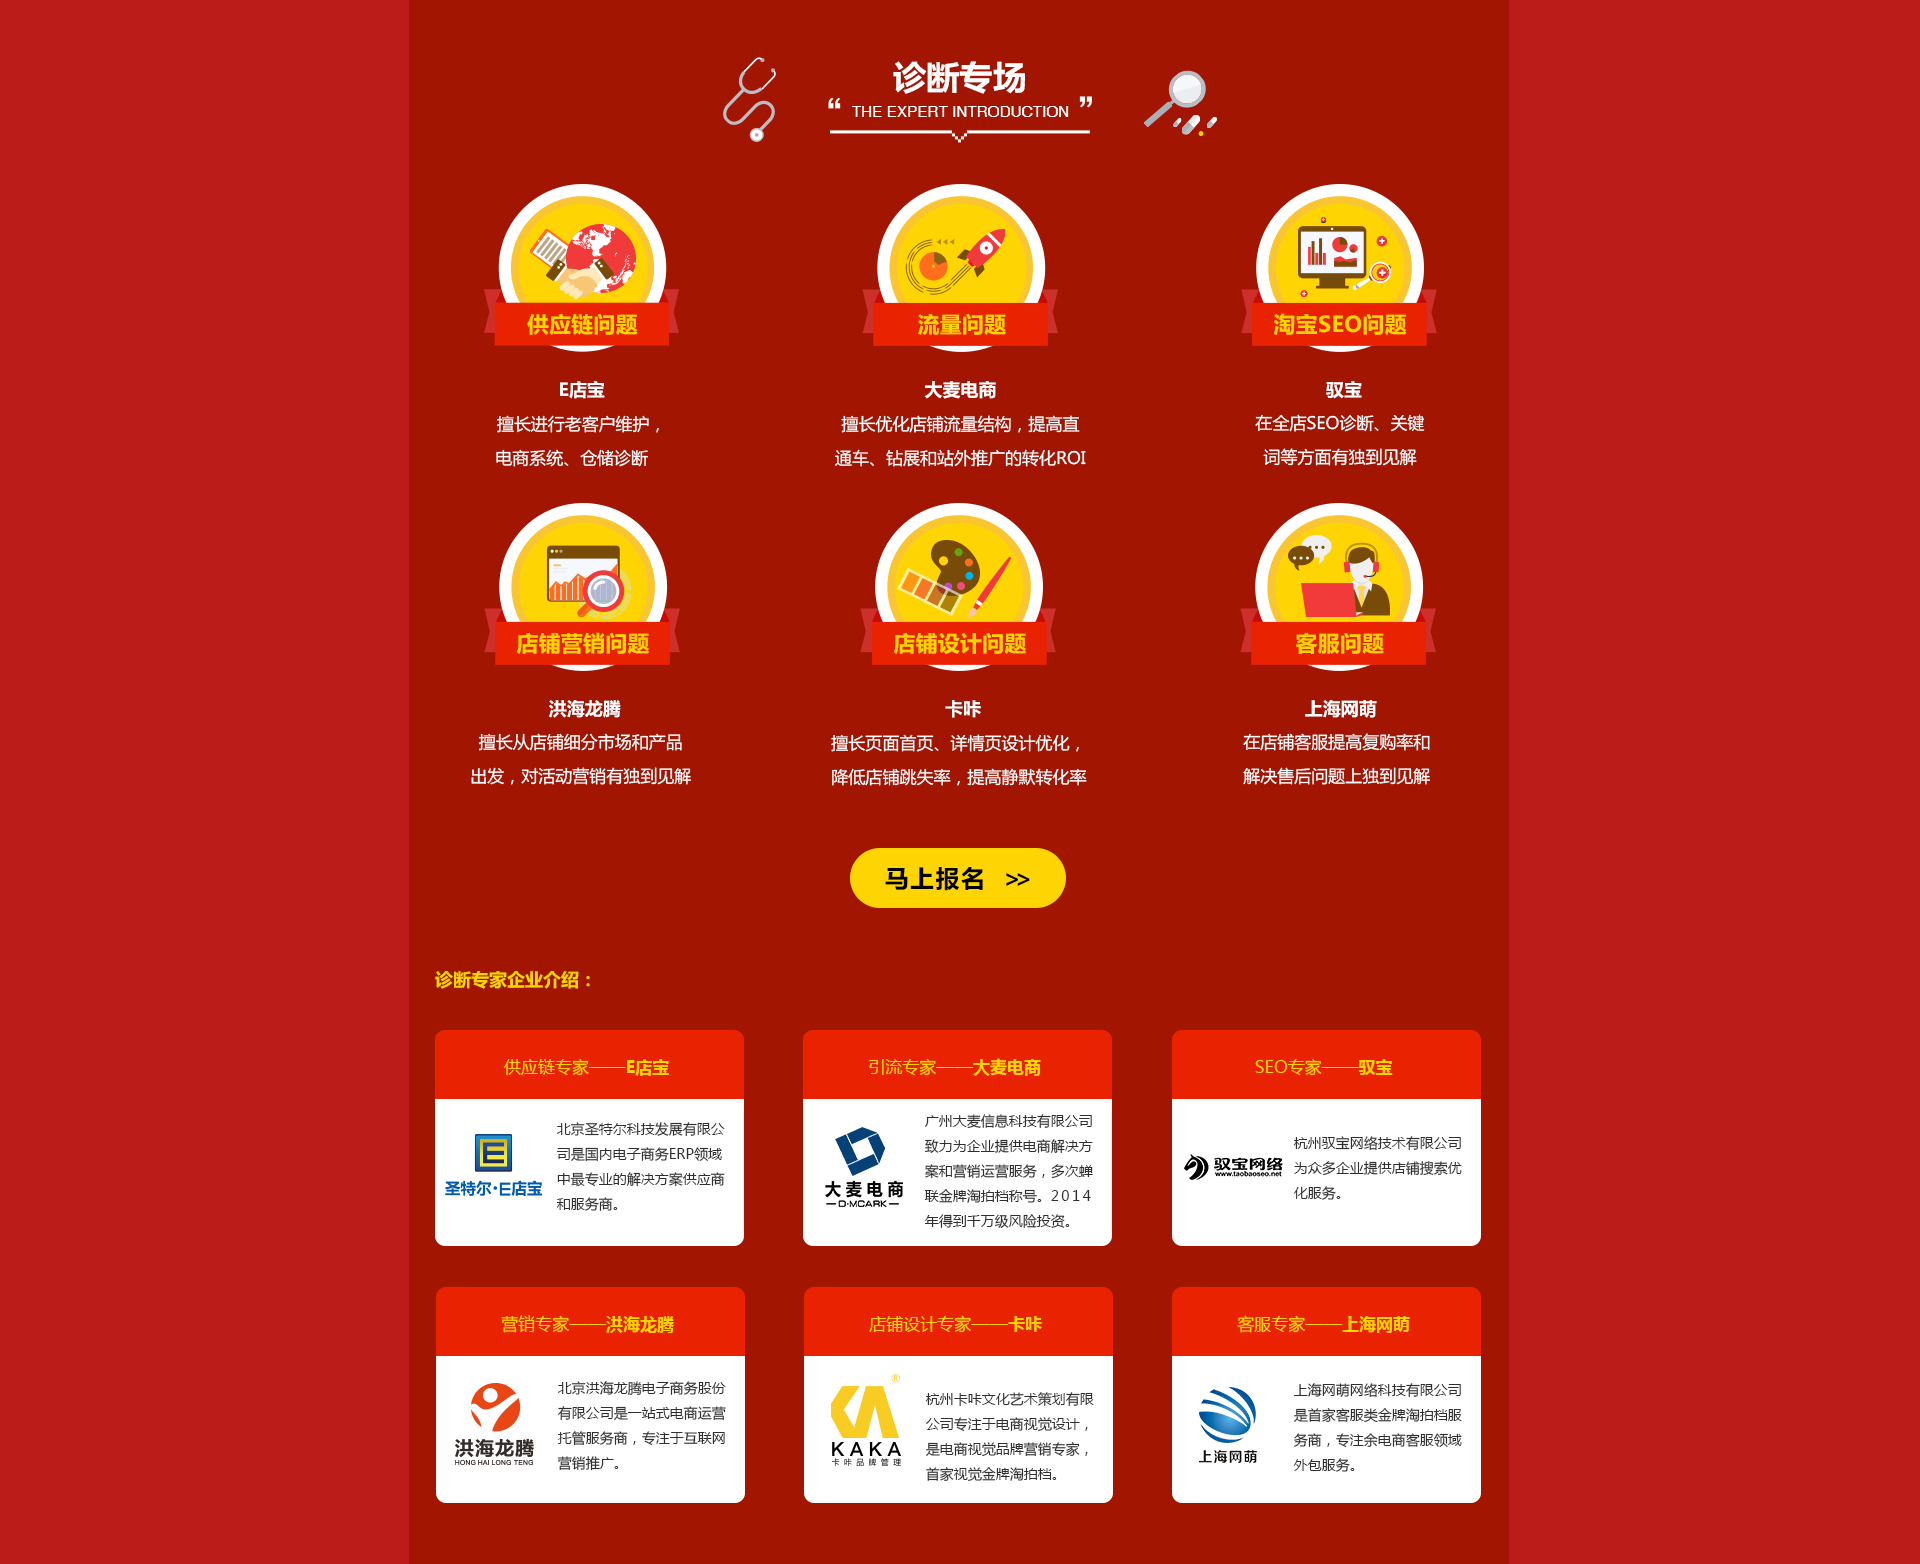 诊断专场
“ THE EXPERT INTRODUCTION ”
供应链问题
E店宝
擅长进行老客户维护，
电商系统、仓储诊断
流量问题
大麦电商
擅长优化店铺流量结构，提高直
通车、钻展和站外推广的转化ROI
淘宝SEO问题
驭宝
在全店SEO诊断、关键
词等方面有独到见解
店铺营销问题
洪海龙腾
擅长从店铺细分市场和产品
出发，对活动营销有独到见解
店铺设计问题
卡咔
擅长页面首页、详情页设计优化，
降低店铺跳失率，提高静默转化率
客服问题
上海网萌
在店铺客服提高复购率和
解决售后问题上独到见解
马上报名 >>
诊断专家企业介绍：
供应链专家——E店宝
圣特尔·E店宝
北京圣特尔科技发展有限公
司是国内电子商务ERP领域
中最专业的解决方案供应商
和服务商。
引流专家——大麦电商
大麦电商
D·MCARK
广州大麦信息科技有限公司
致力为企业提供电商解决方
案和营销运营服务，多次蝉
联金牌淘拍档称号。2014
年得到千万级风险投资。
SEO专家——驭宝
驭宝网络
www.taobaoseo.net
杭州驭宝网络技术有限公司
为众多企业提供店铺搜索优
化服务。
营销专家——洪海龙腾
洪海龙腾
HONG HAI LONG TENG
北京洪海龙腾电子商务股份
有限公司是一站式电商运营
托管服务商，专注于互联网
营销推广。
店铺设计专家——卡咔
®
KAKA
卡咔品牌管理
杭州卡咔文化艺术策划有限
公司专注于电商视觉设计，
是电商视觉品牌营销专家，
首家视觉金牌淘拍档。
客服专家——上海网萌
上海网萌
上海网萌网络科技有限公司
是首家客服类金牌淘拍档服
务商，专注余电商客服领域
外包服务。